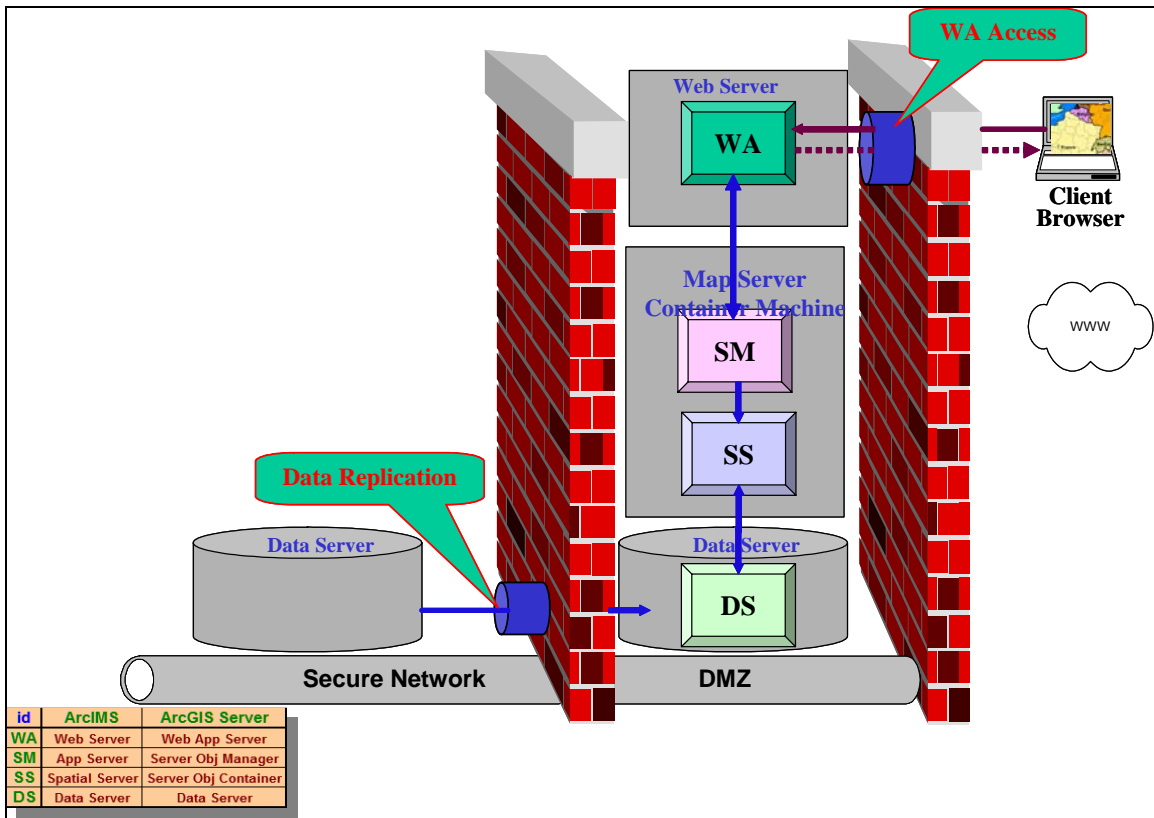 WA Access
Web Server
WA
Client
Browser
Map Server
Container Machine
www
SM
SS
Data Replication
Data Server
Data Server
DS
Secure Network
DMZ
id ArcIMS ArcGIS Server
WA Web Server Web App Server
SM App Server Server Obj Manager
SS Spatial Server Server Obj Container
DS Data Server Data Server